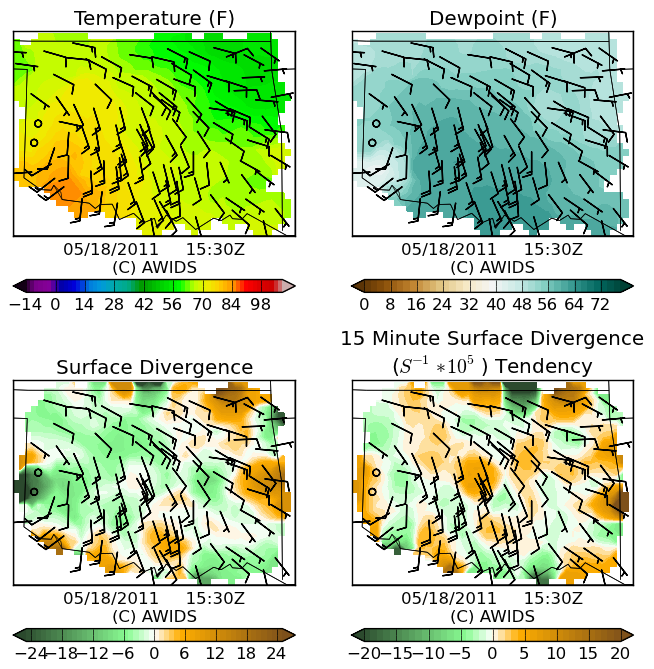 Temperature (F)
Dewpoint (F)
05/18/2011 15:30Z
(C) AWIDS
05/18/2011 15:30Z
(C) AWIDS
−14 0 14 28 42 56 70 84 98
0 8 16 24 32 40 48 56 64 72
Surface Divergence
15 Minute Surface Divergence
(S⁻¹ *10⁵ ) Tendency
05/18/2011 15:30Z
(C) AWIDS
05/18/2011 15:30Z
(C) AWIDS
−24 −18 −12 −6 0 6 12 18 24
−20 −15 −10 −5 0 5 10 15 20